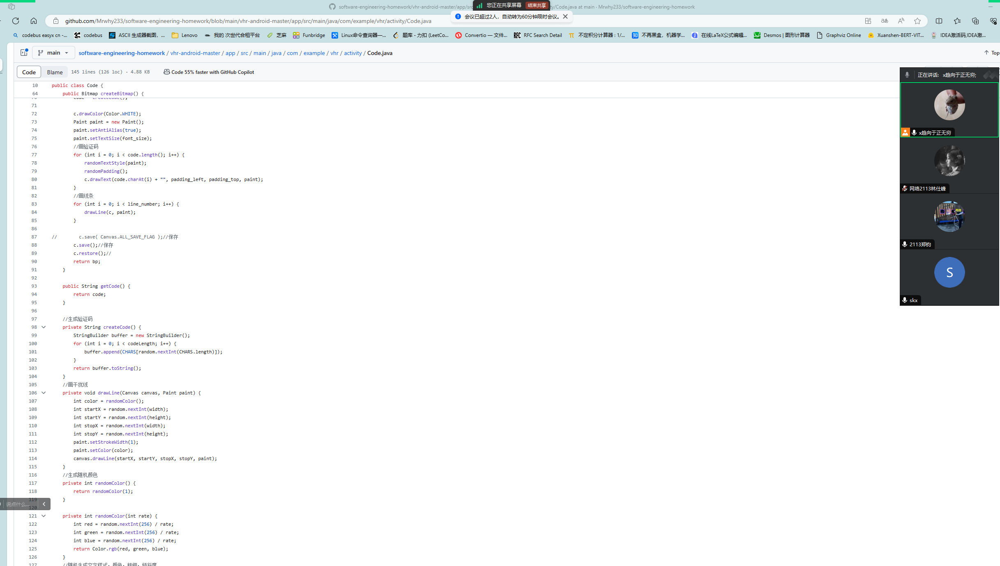 software-engineering-homework/vhr-android-master/app/src
ty/Code.java at main · Mrwhy233/software-engineering-homework
您正在共享屏幕 结束共享
会议已超过2人，自动转为60分钟限时会议。
github.com/Mrwhy233/software-engineering-homework/blob/main/vhr-android-master/app/src/main/java/com/example/vhr/activity/Code.java
codebus easyx cn -... codebus ASCII 生成器截图，... Lenovo 我的 次世代合租平台 芝麻 Funbridge Linux命令查询器—... 题库 - 力扣 (LeetCo... Convertio — 文件... RFC Search Detail 不定积分计算器 : 1/... 不再黑盒，机器学... 在线LaTeX公式编辑... Desmos | 图形计算器 Graphviz Online Xuanshen-BERT-VIT... IDEA激活码,IDEA激...
main software-engineering-homework / vhr-android-master / app / src / main / java / com / example / vhr / activity / Code.java Top
Code Blame 145 lines (126 loc) · 4.88 KB Code 55% faster with GitHub Copilot
10 public class Code {
64 public Bitmap createBitmap() {
71
72 c.drawColor(Color.WHITE);
73 Paint paint = new Paint();
74 paint.setAntiAlias(true);
75 paint.setTextSize(font_size);
76 //画验证码
77 for (int i = 0; i < code.length(); i++) {
78 randomTextStyle(paint);
79 randomPadding();
80 c.drawText(code.charAt(i) + "", padding_left, padding_top, paint);
81 }
82 //画线条
83 for (int i = 0; i < line_number; i++) {
84 drawLine(c, paint);
85 }
86
87 // c.save( Canvas.ALL_SAVE_FLAG );//保存
88 c.save();//保存
89 c.restore();//
90 return bp;
91 }
92
93 public String getCode() {
94 return code;
95 }
96
97 //生成验证码
98 private String createCode() {
99 StringBuilder buffer = new StringBuilder();
100 for (int i = 0; i < codeLength; i++) {
101 buffer.append(CHARS[random.nextInt(CHARS.length)]);
102 }
103 return buffer.toString();
104 }
105 //画干扰线
106 private void drawLine(Canvas canvas, Paint paint) {
107 int color = randomColor();
108 int startX = random.nextInt(width);
109 int startY = random.nextInt(height);
110 int stopX = random.nextInt(width);
111 int stopY = random.nextInt(height);
112 paint.setStrokeWidth(1);
113 paint.setColor(color);
114 canvas.drawLine(startX, startY, stopX, stopY, paint);
115 }
116 //生成随机颜色
117 private int randomColor() {
118 return randomColor(1);
119 }
120
121 private int randomColor(int rate) {
122 int red = random.nextInt(256) / rate;
123 int green = random.nextInt(256) / rate;
124 int blue = random.nextInt(256) / rate;
125 return Color.rgb(red, green, blue);
126 }
127 //随机生成文字样式，颜色，粗细，倾斜度
说点什么...
正在讲话: x趋向于正无穷;
x趋向于正无穷
网络2113林仕峰
2113郑钧
S
skx